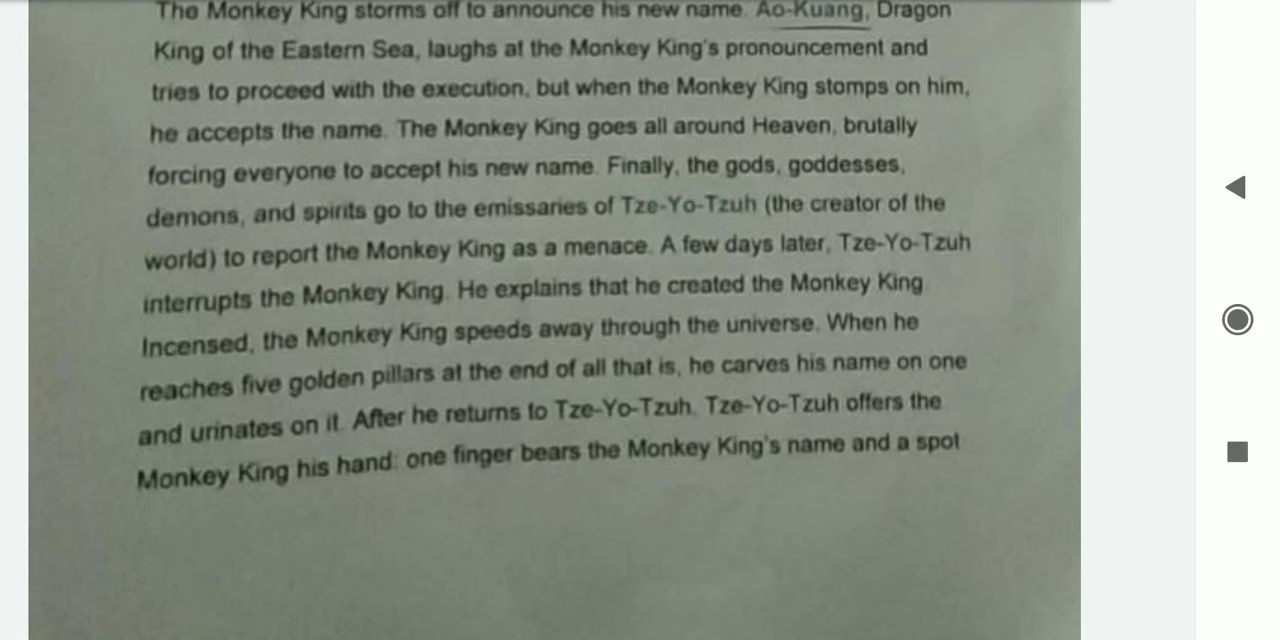 The Monkey King storms off to announce his new name. Ao-Kuang, Dragon
King of the Eastern Sea, laughs at the Monkey King's pronouncement and
tries to proceed with the execution, but when the Monkey King stomps on him,
he accepts the name. The Monkey King goes all around Heaven, brutally
forcing everyone to accept his new name. Finally, the gods, goddesses,
demons, and spirits go to the emissaries of Tze-Yo-Tzuh (the creator of the
world) to report the Monkey King as a menace. A few days later, Tze-Yo-Tzuh
interrupts the Monkey King. He explains that he created the Monkey King.
Incensed, the Monkey King speeds away through the universe. When he
reaches five golden pillars at the end of all that is, he carves his name on one
and urinates on it. After he returns to Tze-Yo-Tzuh, Tze-Yo-Tzuh offers the
Monkey King his hand: one finger bears the Monkey King's name and a spot